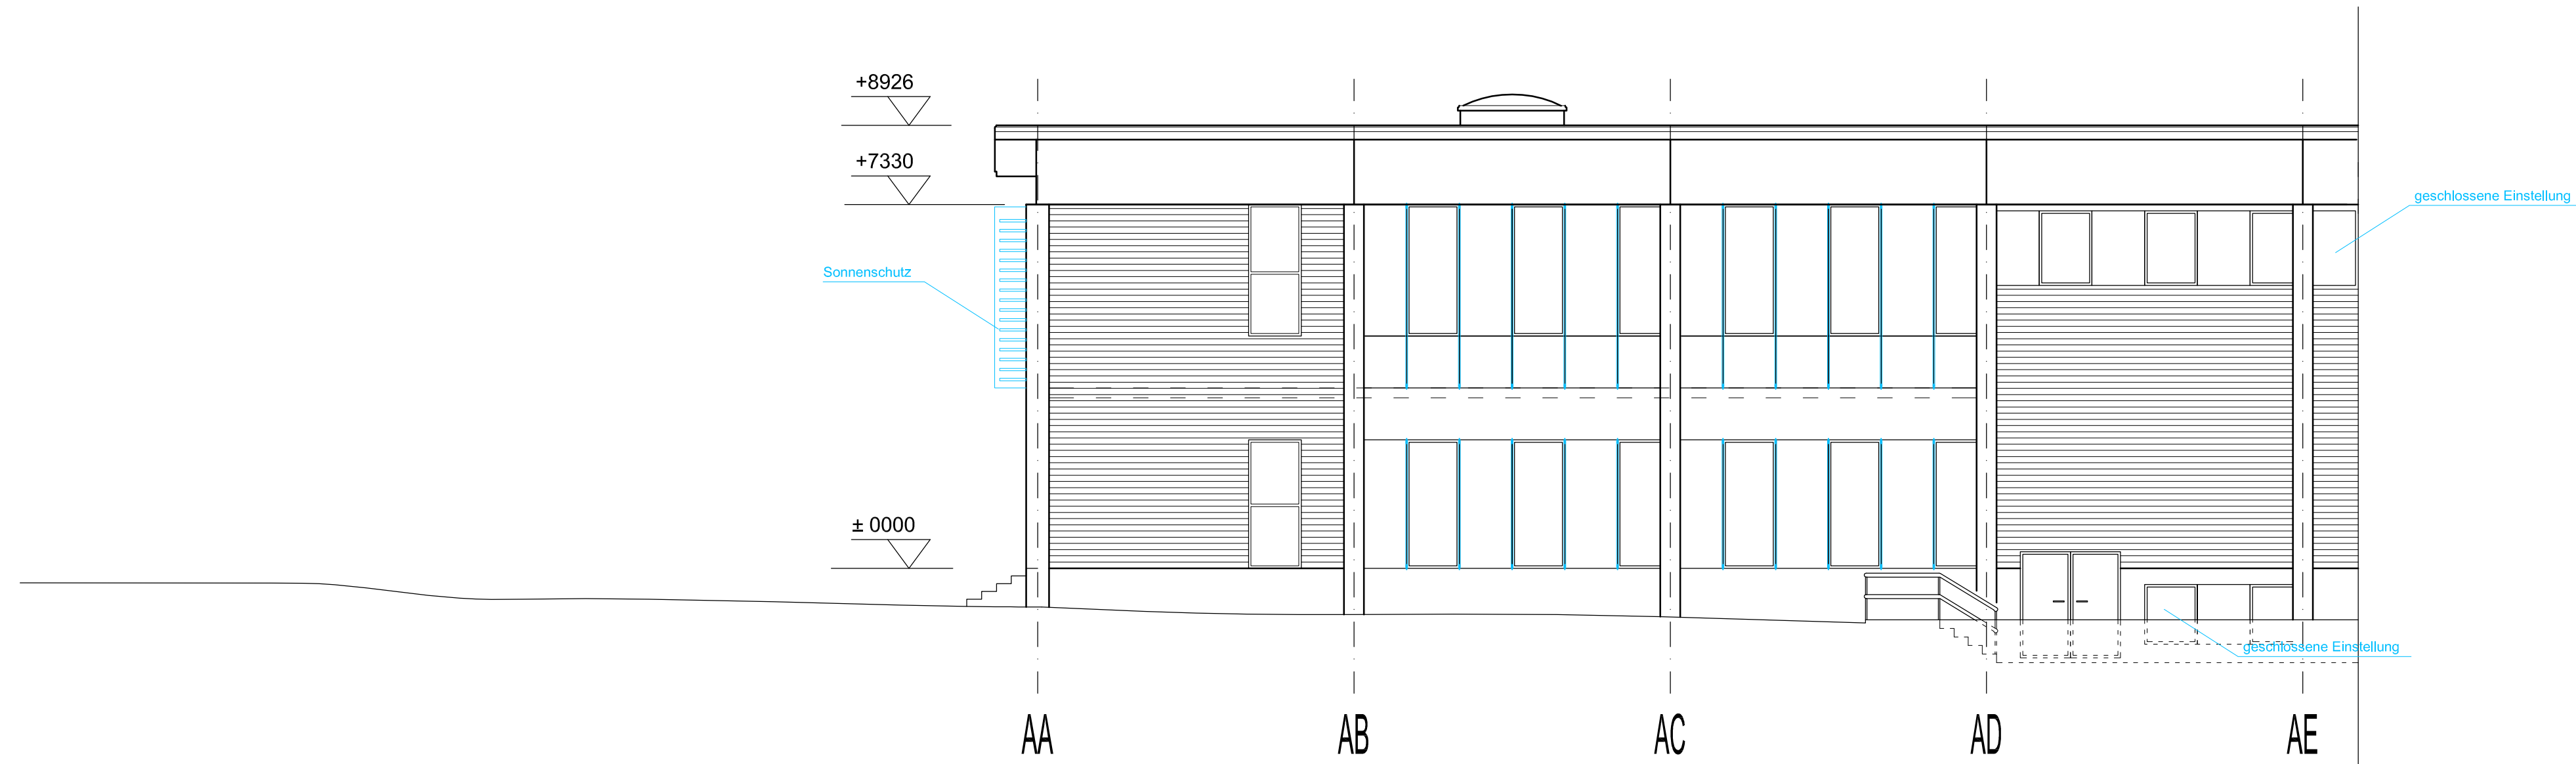 +8926
+7330
geschlossene Einstellung
Sonnenschutz
± 0000
geschlossene Einstellung
AA
AB
AC
AD
AE